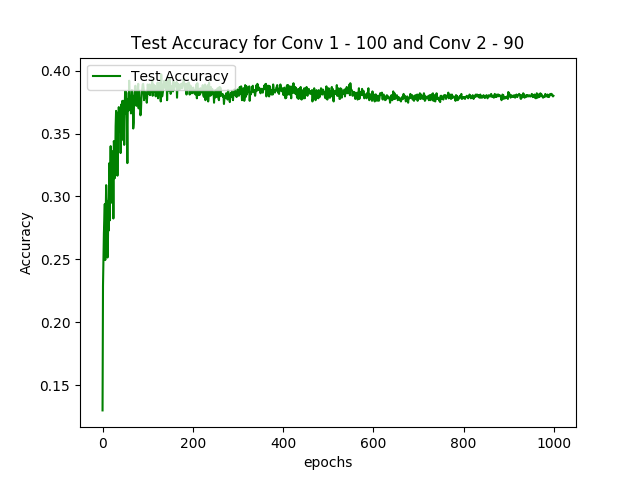 Test Accuracy for Conv 1 - 100 and Conv 2 - 90
Test Accuracy
0.40
0.35
0.30
0.25
0.20
0.15
Accuracy
0 200 400 600 800 1000
epochs